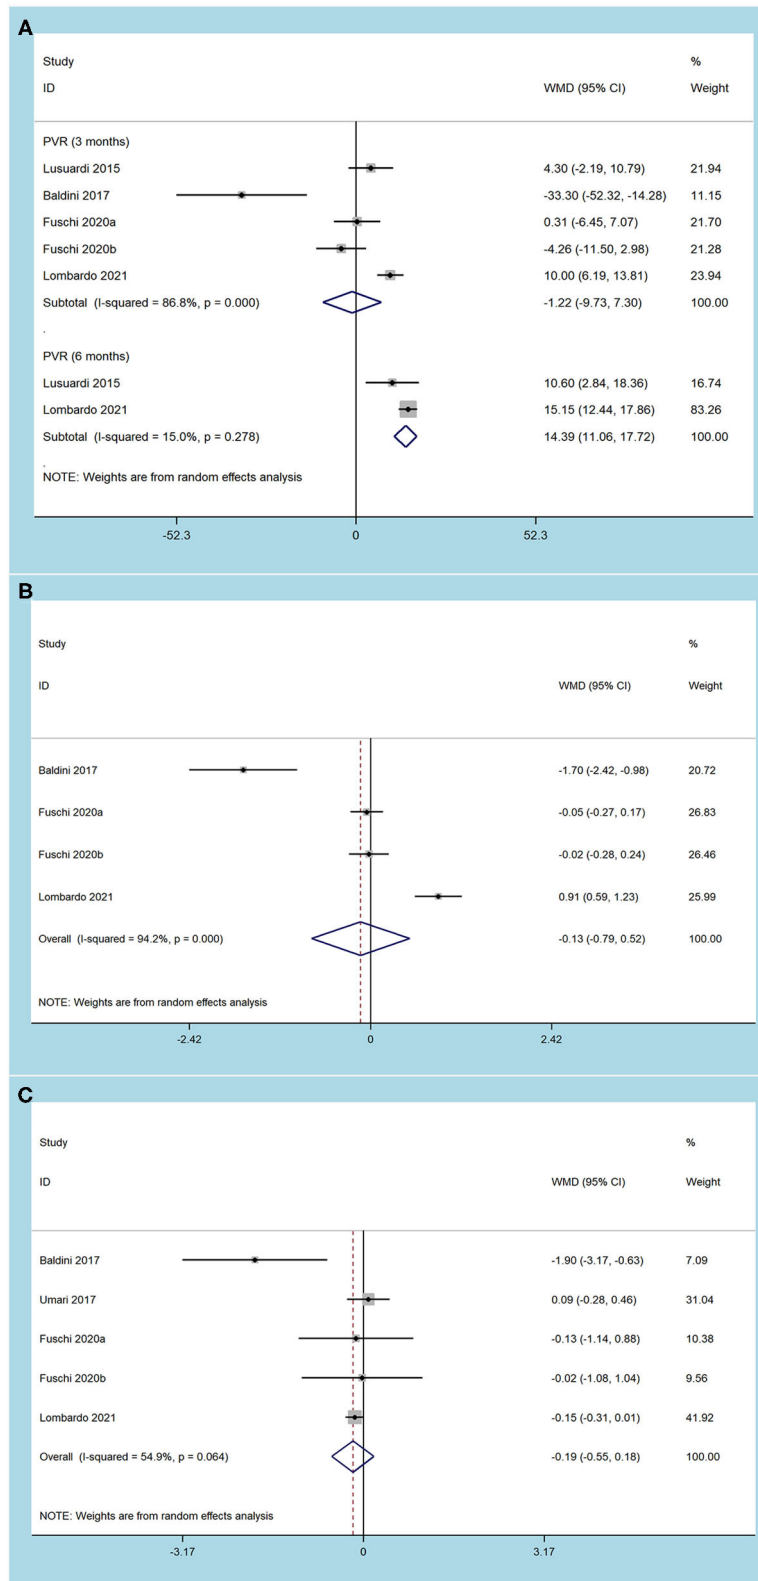 A
Study %
ID WMD (95% CI) Weight
PVR (3 months)
Lusuardi 2015 4.30 (-2.19, 10.79) 21.94
Baldini 2017 -33.30 (-52.32, -14.28) 11.15
Fuschi 2020a 0.31 (-6.45, 7.07) 21.70
Fuschi 2020b -4.26 (-11.50, 2.98) 21.28
Lombardo 2021 10.00 (6.19, 13.81) 23.94
Subtotal (I-squared = 86.8%, p = 0.000) -1.22 (-9.73, 7.30) 100.00
.
PVR (6 months)
Lusuardi 2015 10.60 (2.84, 18.36) 16.74
Lombardo 2021 15.15 (12.44, 17.86) 83.26
Subtotal (I-squared = 15.0%, p = 0.278) 14.39 (11.06, 17.72) 100.00
.
NOTE: Weights are from random effects analysis
-52.3 0 52.3
B
Study %
ID WMD (95% CI) Weight
Baldini 2017 -1.70 (-2.42, -0.98) 20.72
Fuschi 2020a -0.05 (-0.27, 0.17) 26.83
Fuschi 2020b -0.02 (-0.28, 0.24) 26.46
Lombardo 2021 0.91 (0.59, 1.23) 25.99
Overall (I-squared = 94.2%, p = 0.000) -0.13 (-0.79, 0.52) 100.00
NOTE: Weights are from random effects analysis
-2.42 0 2.42
C
Study %
ID WMD (95% CI) Weight
Baldini 2017 -1.90 (-3.17, -0.63) 7.09
Umari 2017 0.09 (-0.28, 0.46) 31.04
Fuschi 2020a -0.13 (-1.14, 0.88) 10.38
Fuschi 2020b -0.02 (-1.08, 1.04) 9.56
Lombardo 2021 -0.15 (-0.31, 0.01) 41.92
Overall (I-squared = 54.9%, p = 0.064) -0.19 (-0.55, 0.18) 100.00
NOTE: Weights are from random effects analysis
-3.17 0 3.17